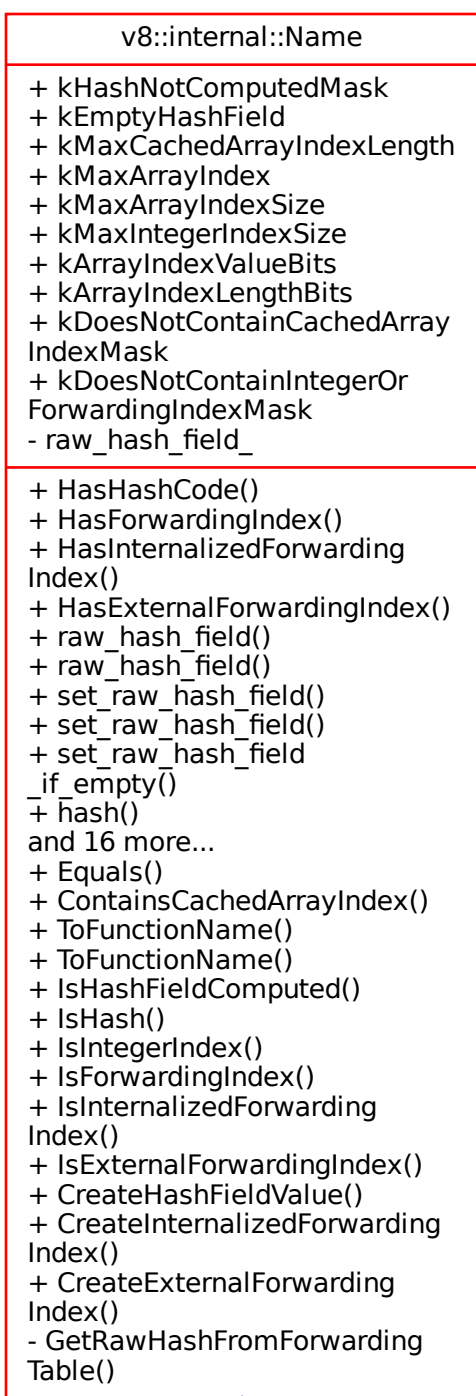 v8::internal::Name
+ kHashNotComputedMask
+ kEmptyHashField
+ kMaxCachedArrayIndexLength
+ kMaxArrayIndex
+ kMaxArrayIndexSize
+ kMaxIntegerIndexSize
+ kArrayIndexValueBits
+ kArrayIndexLengthBits
+ kDoesNotContainCachedArray
IndexMask
+ kDoesNotContainIntegerOr
ForwardingIndexMask
- raw_hash_field_
+ HasHashCode()
+ HasForwardingIndex()
+ HasInternalizedForwarding
Index()
+ HasExternalForwardingIndex()
+ raw_hash_field()
+ raw_hash_field()
+ set_raw_hash_field()
+ set_raw_hash_field()
+ set_raw_hash_field
_if_empty()
+ hash()
and 16 more...
+ Equals()
+ ContainsCachedArrayIndex()
+ ToFunctionName()
+ ToFunctionName()
+ IsHashFieldComputed()
+ IsHash()
+ IsIntegerIndex()
+ IsForwardingIndex()
+ IsInternalizedForwarding
Index()
+ IsExternalForwardingIndex()
+ CreateHashFieldValue()
+ CreateInternalizedForwarding
Index()
+ CreateExternalForwarding
Index()
- GetRawHashFromForwarding
Table()